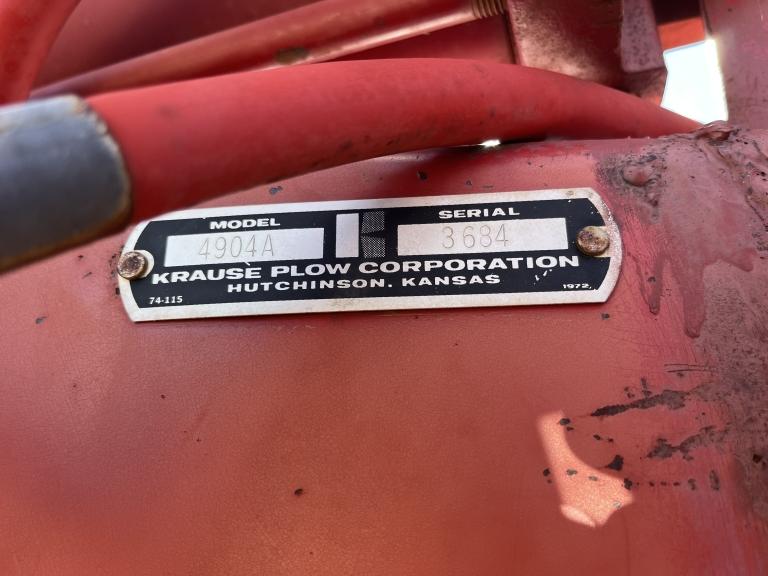 MODEL SERIAL
4904A 3684
KRAUSE PLOW CORPORATION
HUTCHINSON, KANSAS
74-115 1972